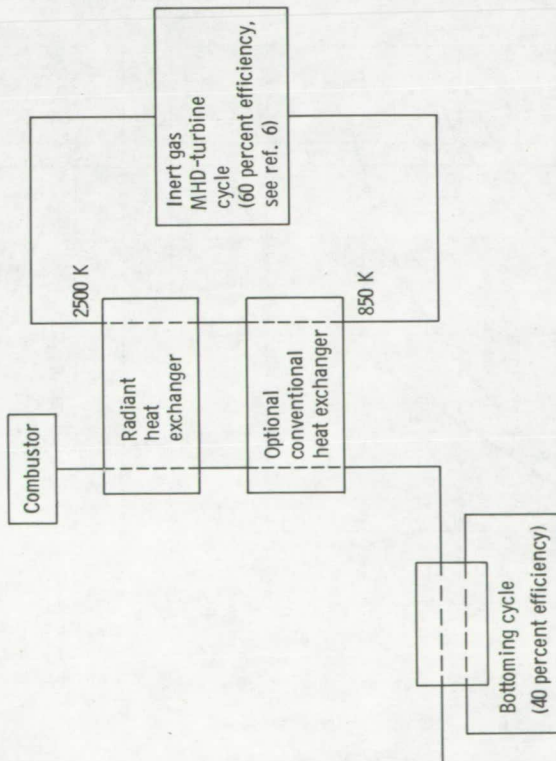 Combustor
Radiant
heat
exchanger
2500 K
Optional
conventional
heat exchanger
850 K
Inert gas
MHD-turbine
cycle
(60 percent efficiency,
see ref. 6)
Bottoming cycle
(40 percent efficiency)